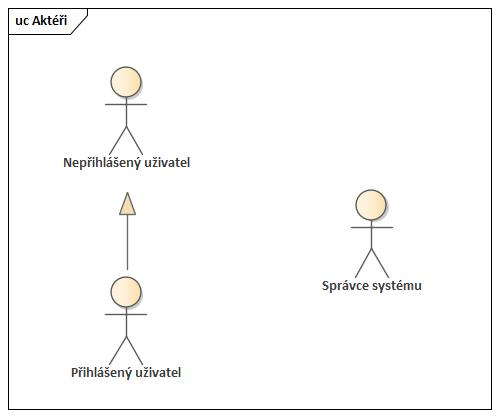 uc Aktéři
Nepřihlášený uživatel
Správce systému
Přihlášený uživatel